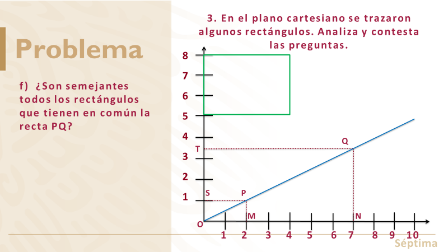 Problema
f) ¿Son semejantes
todos los rectángulos
que tienen en común la
recta PQ?
3. En el plano cartesiano se trazaron
algunos rectángulos. Analiza y contesta
las preguntas.
8
7
6
5
4
T
3
Q
2
S
P
1
O
M
N
1 2 3 4 5 6 7 8 9 10
Séptima